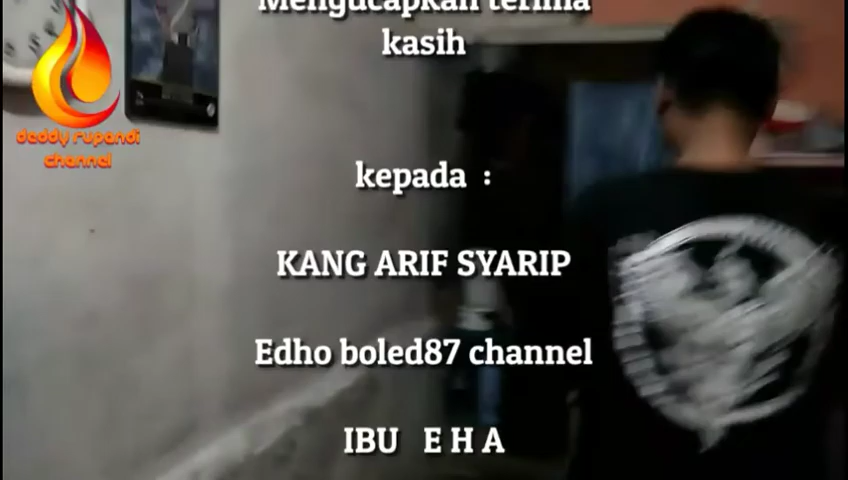 Mengucapkan terima
kasih
deddy rupandi
channel
kepada :
KANG ARIF SYARIP
Edho boled87 channel
IBU E H A